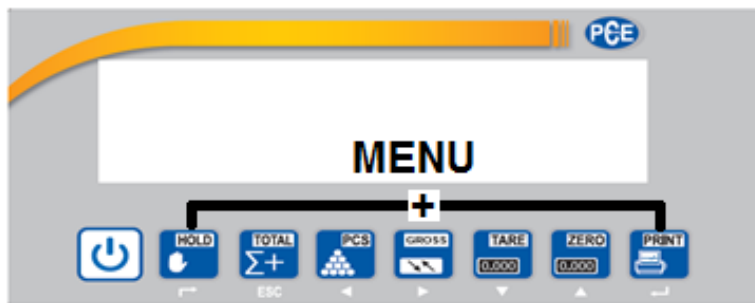 PCE
MENU
+
HOLD TOTAL PCS GROSS TARE ZERO PRINT
Σ+ 0.000 0.000
ESC